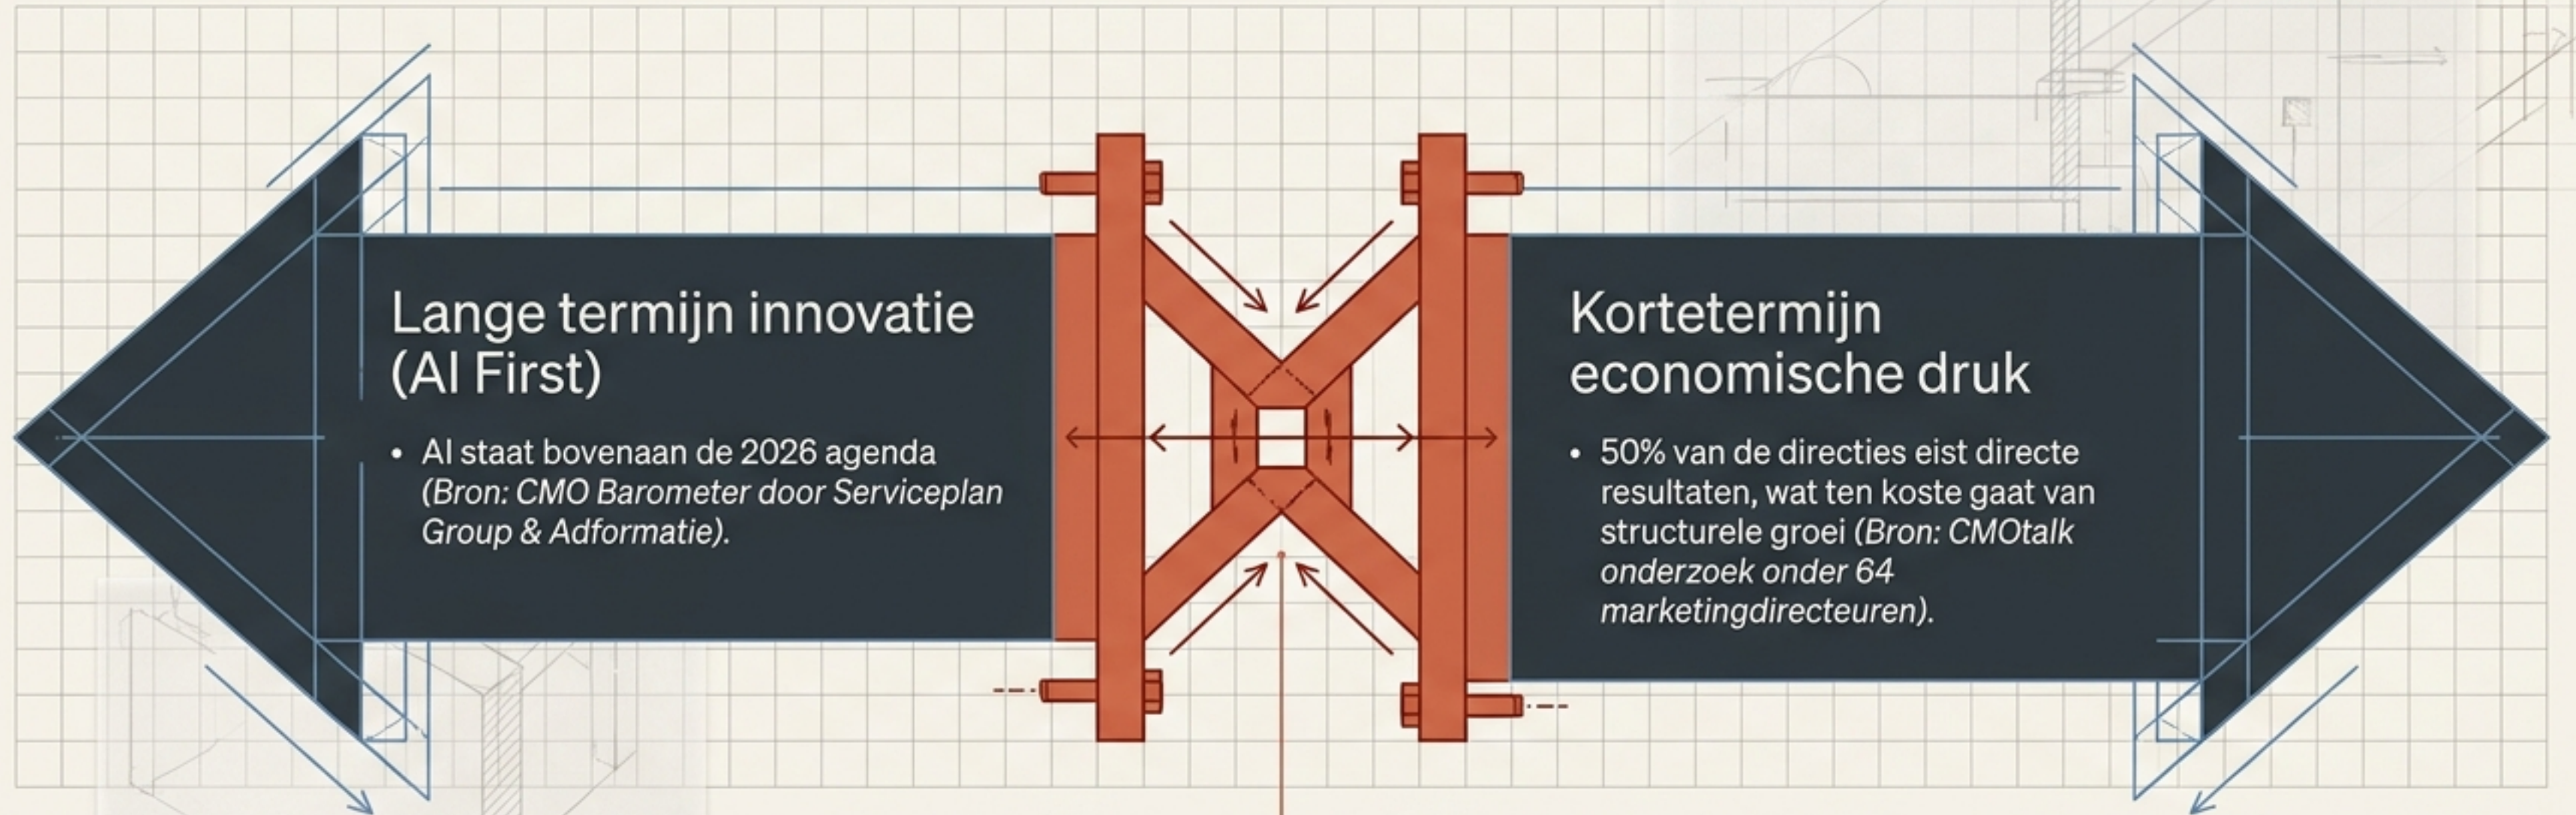 Lange termijn innovatie
(AI First)
• AI staat bovenaan de 2026 agenda
(Bron: CMO Barometer door Serviceplan
Group & Adformatie).
Kortetermijn
economische druk
• 50% van de directies eist directe
resultaten, wat ten koste gaat van
structurele groei (Bron: CMOtalk
onderzoek onder 64
marketingdirecteuren).